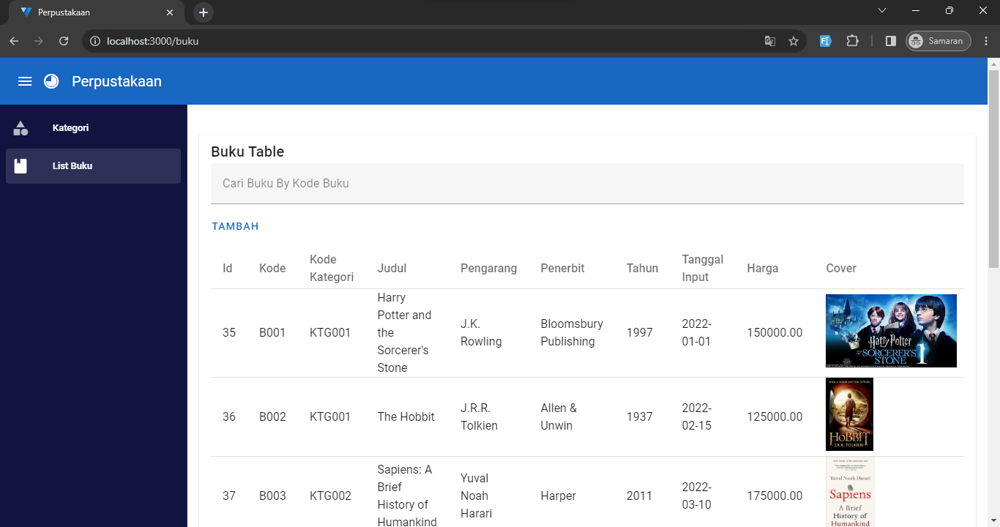 Perpustakaan
localhost:3000/buku
Samaran
Perpustakaan
Kategori
List Buku
Buku Table
Cari Buku By Kode Buku
TAMBAH
Id Kode Kode Kategori Judul Pengarang Penerbit Tahun Tanggal Input Harga Cover
35 B001 KTG001 Harry Potter and the Sorcerer's Stone J.K. Rowling Bloomsbury Publishing 1997 2022-01-01 150000.00
Harry Potter
SORCERER'S
STONE 1
36 B002 KTG001 The Hobbit J.R.R. Tolkien Allen & Unwin 1937 2022-02-15 125000.00
HOBBIT
J.R.R. TOLKIEN
37 B003 KTG002 Sapiens: A Brief History of Humankind Yuval Noah Harari Harper 2011 2022-03-10 175000.00
Yuval Noah Harari
Sapiens
A Brief
History of
Humankind